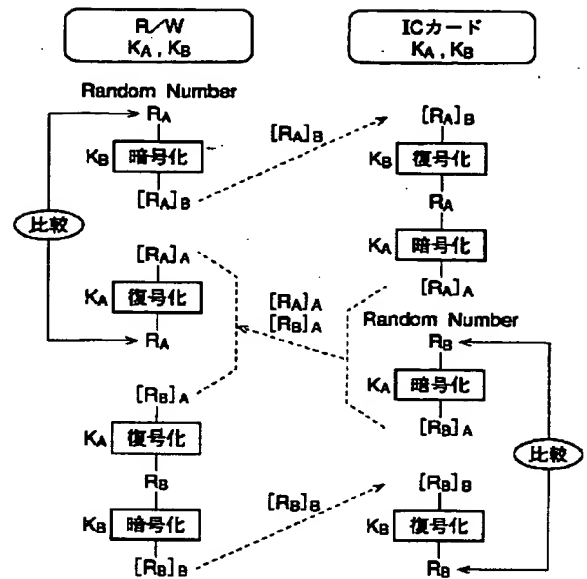 R/W
KA , KB
ICカード
KA , KB
Random Number
RA
KB 暗号化
[RA]B
比較
[RA]A
KA 復号化
RA
[RB]A
KA 復号化
RB
KB 暗号化
[RB]B
[RA]B
[RA]A
[RB]A
[RB]B
[RA]B
KB 復号化
RA
KA 暗号化
[RA]A
Random Number
RB
KA 暗号化
[RB]A
比較
[RB]B
KB 復号化
RB